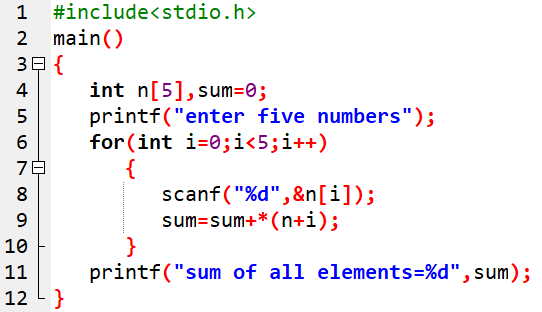 1 #include<stdio.h>
2 main()
3 {
4 int n[5],sum=0;
5 printf("enter five numbers");
6 for(int i=0;i<5;i++)
7 {
8 scanf("%d",&n[i]);
9 sum=sum+*(n+i);
10 }
11 printf("sum of all elements=%d",sum);
12 }